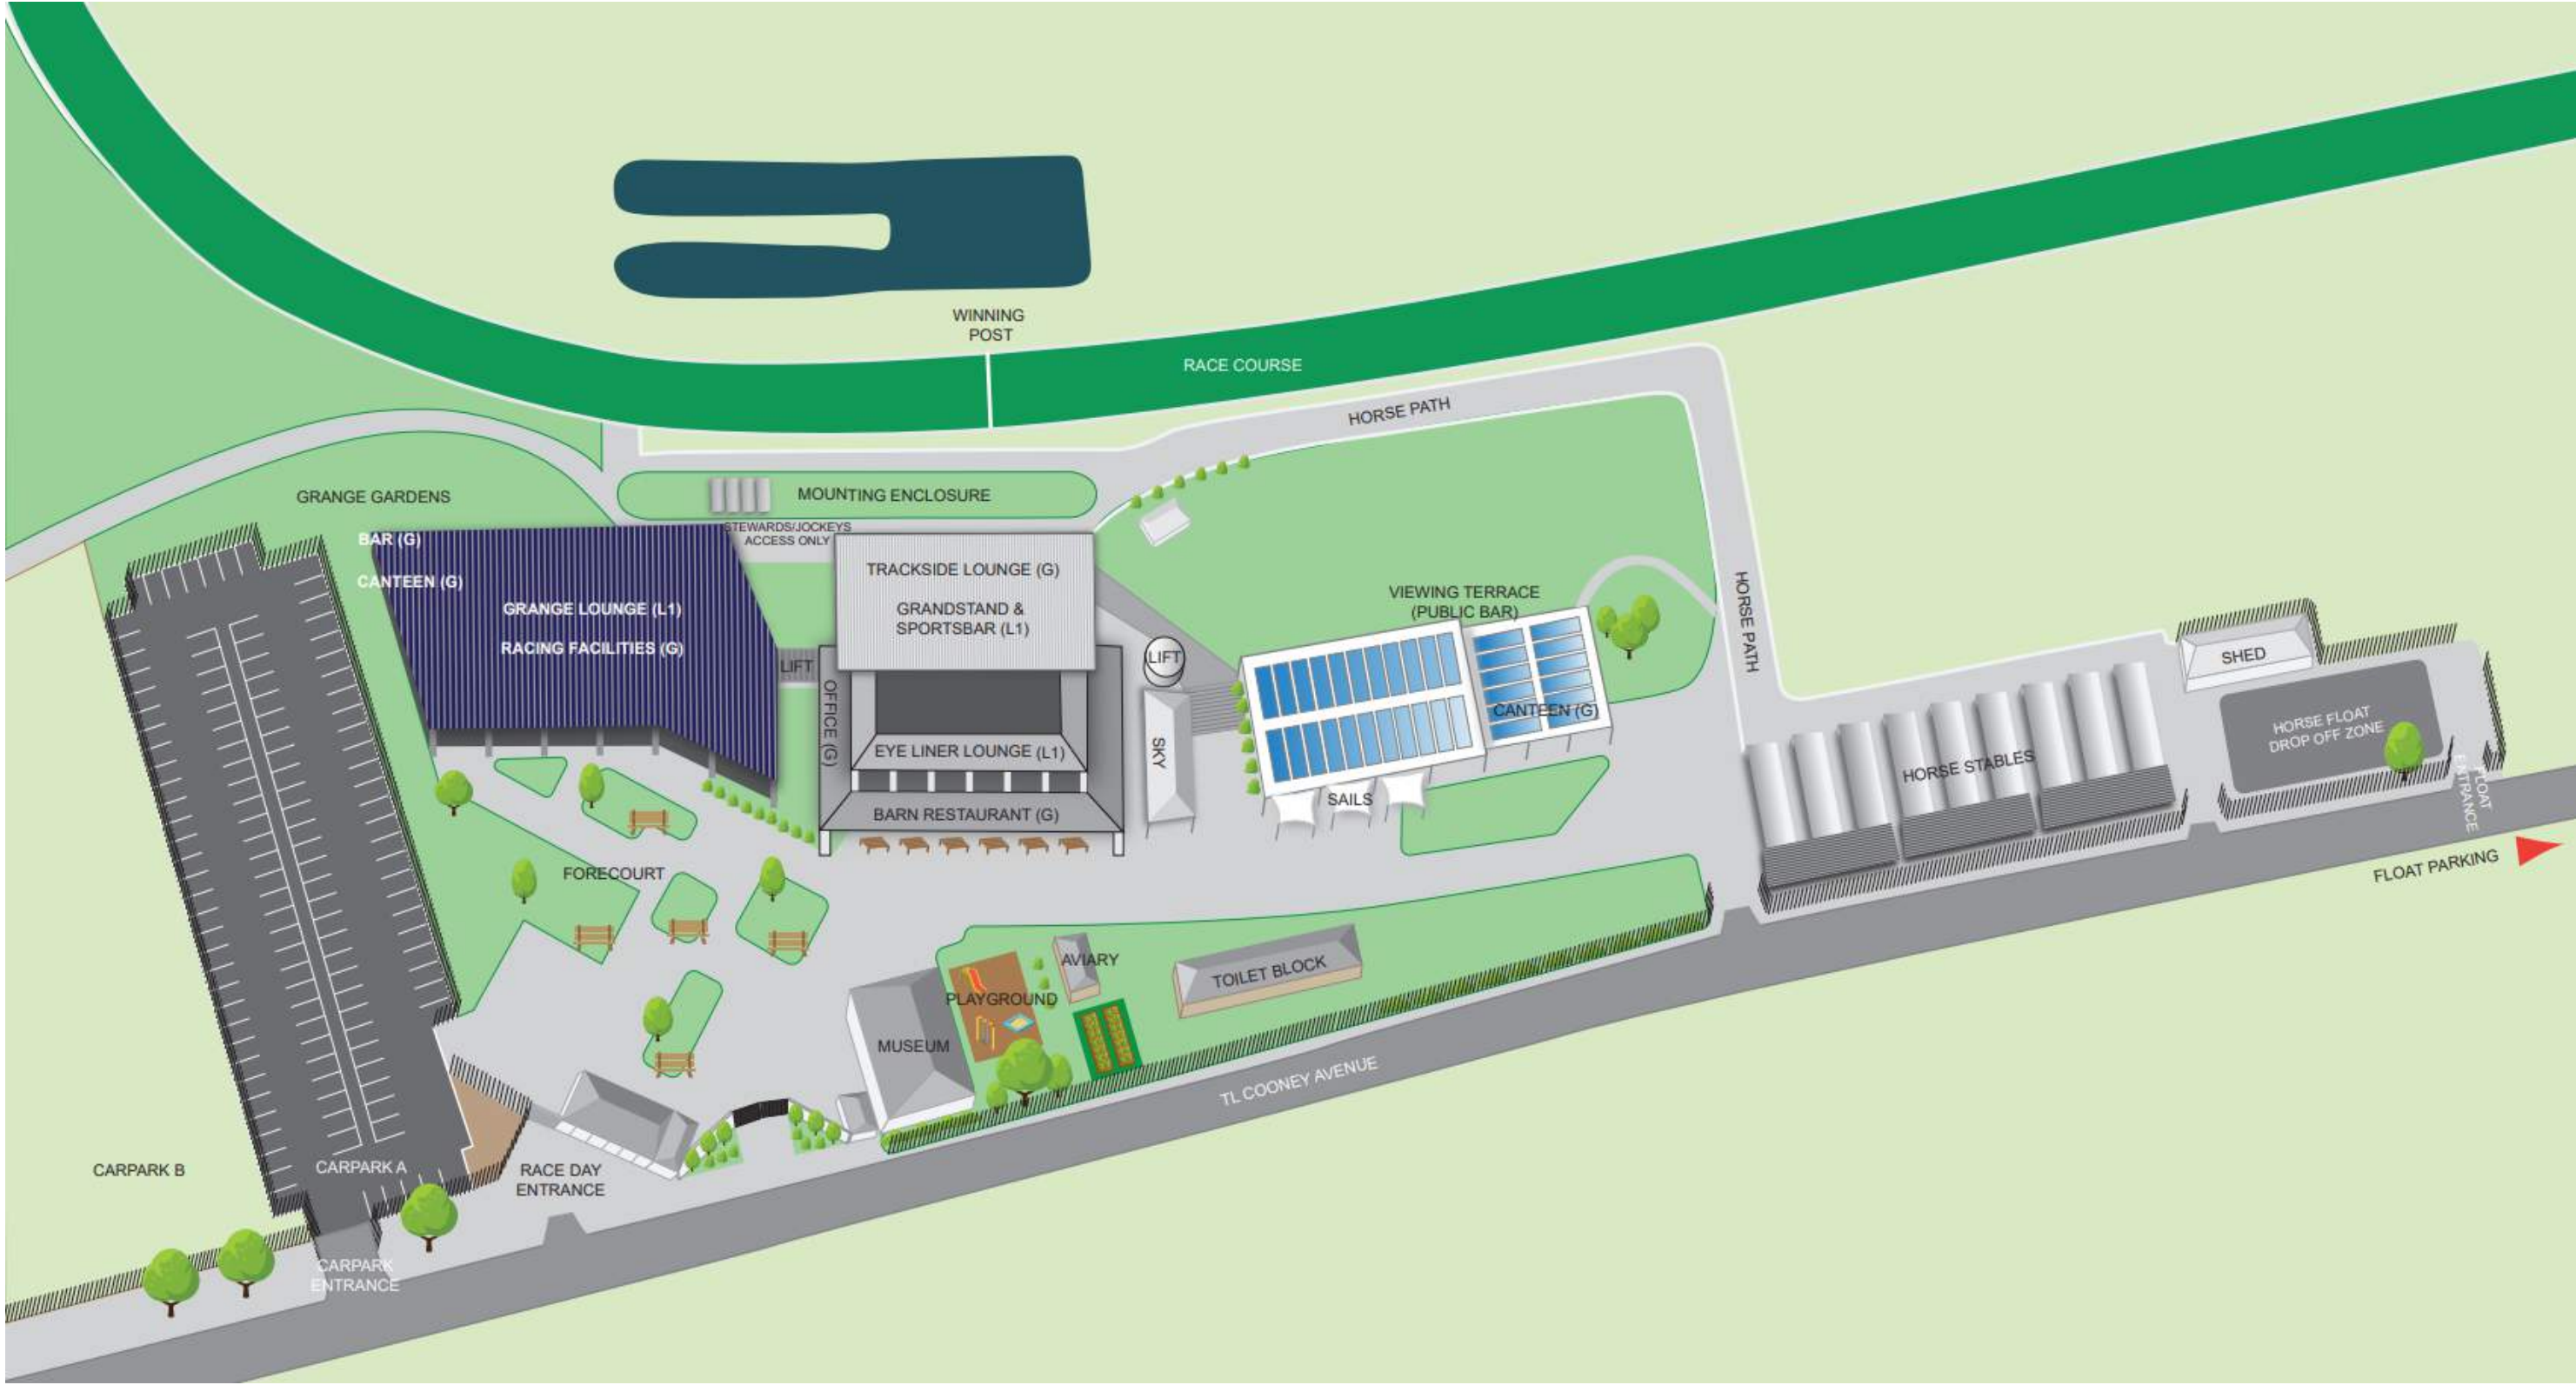 WINNING
POST
RACE COURSE
HORSE PATH
GRANGE GARDENS
MOUNTING ENCLOSURE
STEWARDS/JOCKEYS
ACCESS ONLY
BAR (G)
CANTEEN (G)
GRANGE LOUNGE (L1)
RACING FACILITIES (G)
LIFT
TRACKSIDE LOUNGE (G)
GRANDSTAND &
SPORTSBAR (L1)
OFFICE (G)
EYE LINER LOUNGE (L1)
BARN RESTAURANT (G)
LIFT
SKY
VIEWING TERRACE
(PUBLIC BAR)
CANTEEN (G)
SAILS
HORSE PATH
SHED
HORSE FLOAT
DROP OFF ZONE
HORSE STABLES
FLOAT
ENTRANCE
FLOAT PARKING
FORECOURT
AVIARY
PLAYGROUND
TOILET BLOCK
MUSEUM
TL COONEY AVENUE
CARPARK B
CARPARK A
RACE DAY
ENTRANCE
CARPARK
ENTRANCE